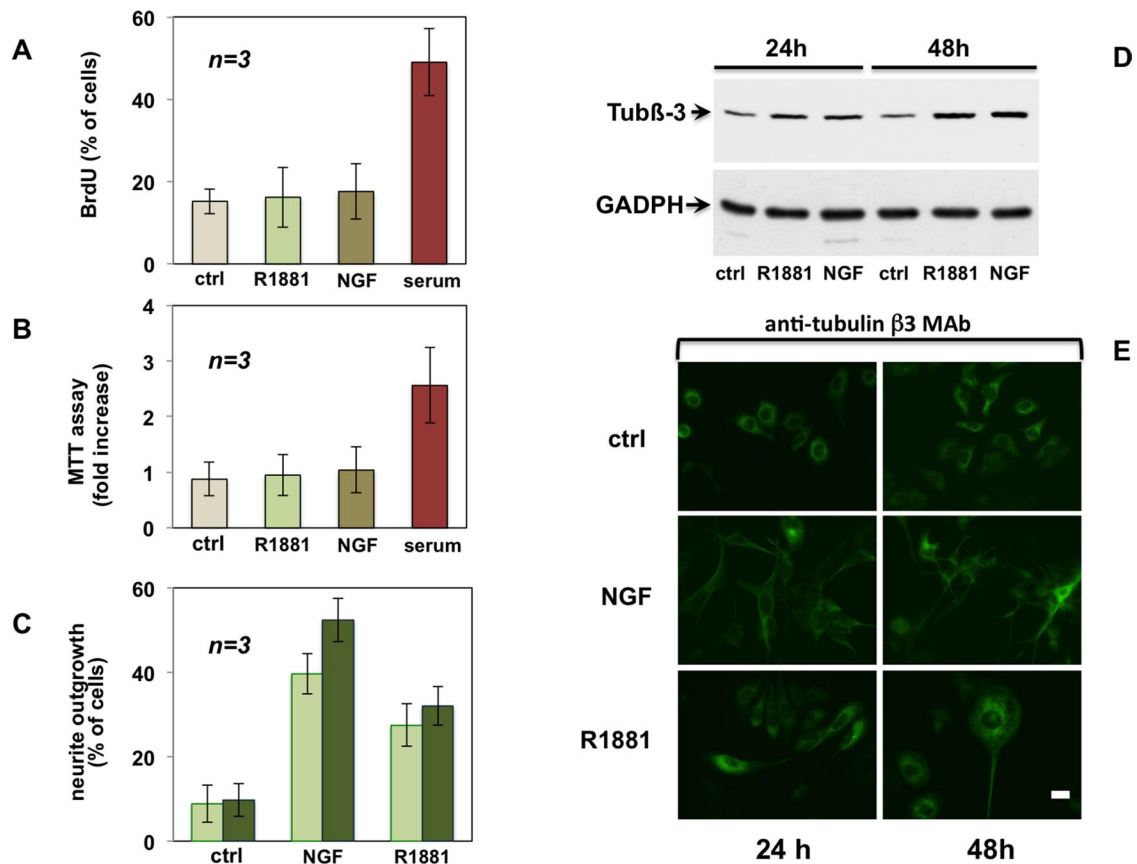 A
BrdU (% of cells)
60
40
20
0
n=3
ctrl R1881 NGF serum
B
MTT assay
(fold increase)
4
3
2
1
0
n=3
ctrl R1881 NGF serum
C
neurite outgrowth
(% of cells)
60
40
20
0
n=3
ctrl NGF R1881
D
24h 48h
Tubß-3
GADPH
ctrl R1881 NGF ctrl R1881 NGF
anti-tubulin β3 MAb
E
ctrl
NGF
R1881
24 h 48h